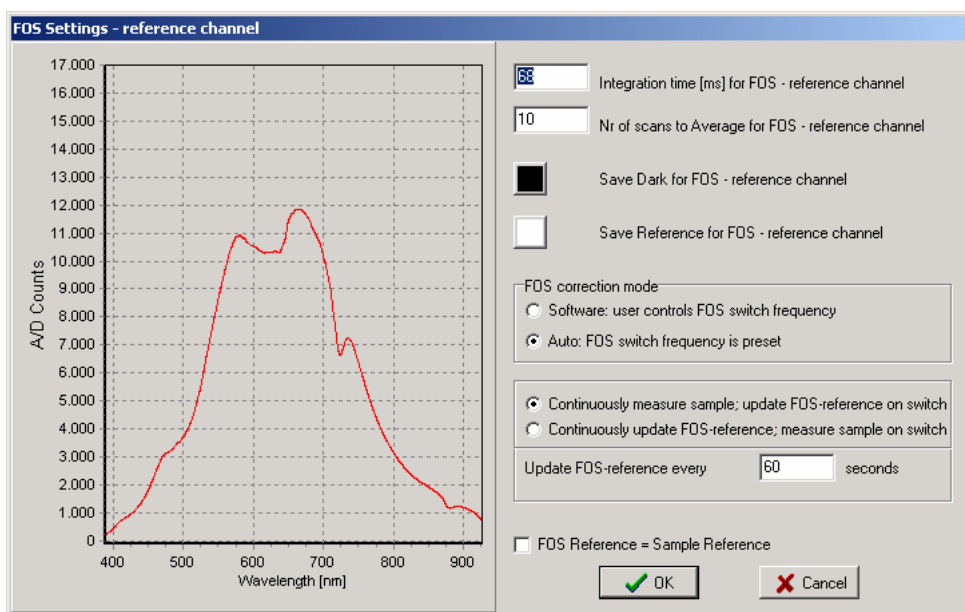 FOS Settings - reference channel
17.000
16.000
15.000
14.000
13.000
12.000
11.000
10.000
9.000
8.000
7.000
6.000
5.000
4.000
3.000
2.000
1.000
0
A/D Counts
400 500 600 700 800 900
Wavelength [nm]
68 Integration time [ms] for FOS - reference channel
10 Nr of scans to Average for FOS - reference channel
Save Dark for FOS - reference channel
Save Reference for FOS - reference channel
FOS correction mode
Software: user controls FOS switch frequency
Auto: FOS switch frequency is preset
Continuously measure sample; update FOS-reference on switch
Continuously update FOS-reference; measure sample on switch
Update FOS-reference every 60 seconds
FOS Reference = Sample Reference
OK Cancel